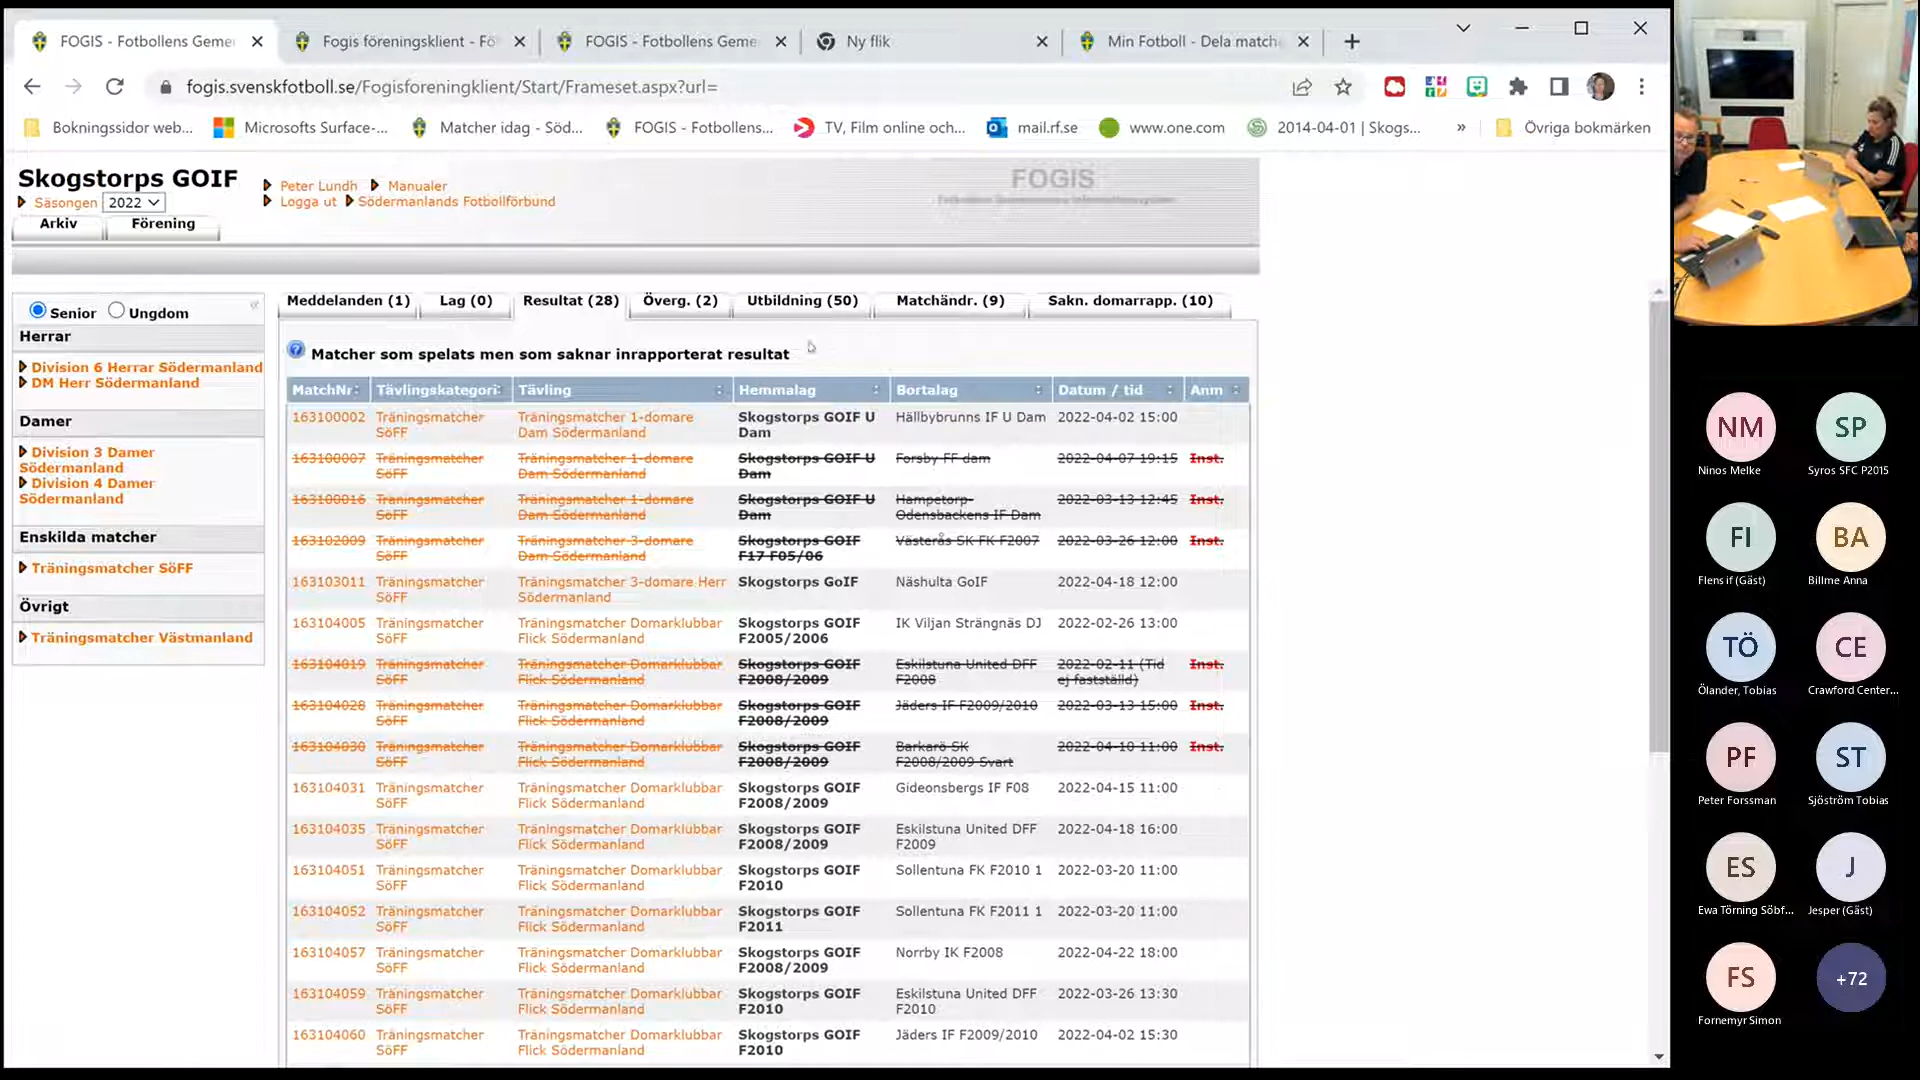 FOGIS - Fotbollens Geme
Fogis föreningsklient - Fö
FOGIS - Fotbollens Geme
Ny flik
Min Fotboll - Dela match
fogis.svenskfotboll.se/Fogisforeningklient/Start/Frameset.aspx?url=
Bokningssidor web...
Microsofts Surface-...
Matcher idag - Söd...
FOGIS - Fotbollens...
TV, Film online och...
mail.rf.se
www.one.com
2014-04-01 | Skogs...
»
Övriga bokmärken
Skogstorps GOIF
Peter Lundh
Manualer
Säsongen 2022
Logga ut
Södermanlands Fotbollförbund
FOGIS
Arkiv
Förening
Senior Ungdom
Herrar
Division 6 Herrar Södermanland
DM Herr Södermanland
Damer
Division 3 Damer
Södermanland
Division 4 Damer
Södermanland
Enskilda matcher
Träningsmatcher SöFF
Övrigt
Träningsmatcher Västmanland
Meddelanden (1) Lag (0) Resultat (28) Överg. (2) Utbildning (50) Matchändr. (9) Sakn. domarrapp. (10)
Matcher som spelats men som saknar inrapporterat resultat
MatchNr Tävlingskategori Tävling Hemmalag Bortalag Datum / tid Anm
163100002 Träningsmatcher Träningsmatcher 1-domare Skogstorps GOIF U Hällbybrunns IF U Dam 2022-04-02 15:00
SöFF Dam Södermanland Dam
163100007 Träningsmatcher Träningsmatcher 1-domare Skogstorps GOIF U Forsby FF dam 2022-04-07 19:15 Inst.
SöFF Dam Södermanland Dam
163100016 Träningsmatcher Träningsmatcher 1-domare Skogstorps GOIF U Hampetorp- 2022-03-13 12:45 Inst.
SöFF Dam Södermanland Dam Odensbackens IF Dam
163102009 Träningsmatcher Träningsmatcher 3-domare Skogstorps GOIF Västerås SK FK F2007 2022-03-26 12:00 Inst.
SöFF Dam Södermanland F17 F05/06
163103011 Träningsmatcher Träningsmatcher 3-domare Herr Skogstorps GoIF Näshulta GoIF 2022-04-18 12:00
SöFF Södermanland
163104005 Träningsmatcher Träningsmatcher Domarklubbar Skogstorps GOIF IK Viljan Strängnäs DJ 2022-02-26 13:00
SöFF Flick Södermanland F2005/2006
163104019 Träningsmatcher Träningsmatcher Domarklubbar Skogstorps GOIF Eskilstuna United DFF 2022-02-11 (Tid Inst.
SöFF Flick Södermanland F2008/2009 F2008 ej fastställd)
163104028 Träningsmatcher Träningsmatcher Domarklubbar Skogstorps GOIF Jäders IF F2009/2010 2022-03-13 15:00 Inst.
SöFF Flick Södermanland F2008/2009
163104030 Träningsmatcher Träningsmatcher Domarklubbar Skogstorps GOIF Barkarö SK 2022-04-10 11:00 Inst.
SöFF Flick Södermanland F2008/2009 F2008/2009 Svart
163104031 Träningsmatcher Träningsmatcher Domarklubbar Skogstorps GOIF Gideonsbergs IF F08 2022-04-15 11:00
SöFF Flick Södermanland F2008/2009
163104035 Träningsmatcher Träningsmatcher Domarklubbar Skogstorps GOIF Eskilstuna United DFF 2022-04-18 16:00
SöFF Flick Södermanland F2008/2009 F2009
163104051 Träningsmatcher Träningsmatcher Domarklubbar Skogstorps GOIF Sollentuna FK F2010 1 2022-03-20 11:00
SöFF Flick Södermanland F2010
163104052 Träningsmatcher Träningsmatcher Domarklubbar Skogstorps GOIF Sollentuna FK F2011 1 2022-03-20 11:00
SöFF Flick Södermanland F2011
163104057 Träningsmatcher Träningsmatcher Domarklubbar Skogstorps GOIF Norrby IK F2008 2022-04-22 18:00
SöFF Flick Södermanland F2008/2009
163104059 Träningsmatcher Träningsmatcher Domarklubbar Skogstorps GOIF Eskilstuna United DFF 2022-03-26 13:30
SöFF Flick Södermanland F2010 F2010
163104060 Träningsmatcher Träningsmatcher Domarklubbar Skogstorps GOIF Jäders IF F2009/2010 2022-04-02 15:30
SöFF Flick Södermanland F2010
NM SP
Ninos Melke Syros SFC P2015
FI BA
Flens if (Gäst) Billme Anna
TÖ CE
Ölander, Tobias Crawford Center...
PF ST
Peter Forssman Sjöström Tobias
ES J
Ewa Törning Söbf... Jesper (Gäst)
FS +72
Fornemyr Simon